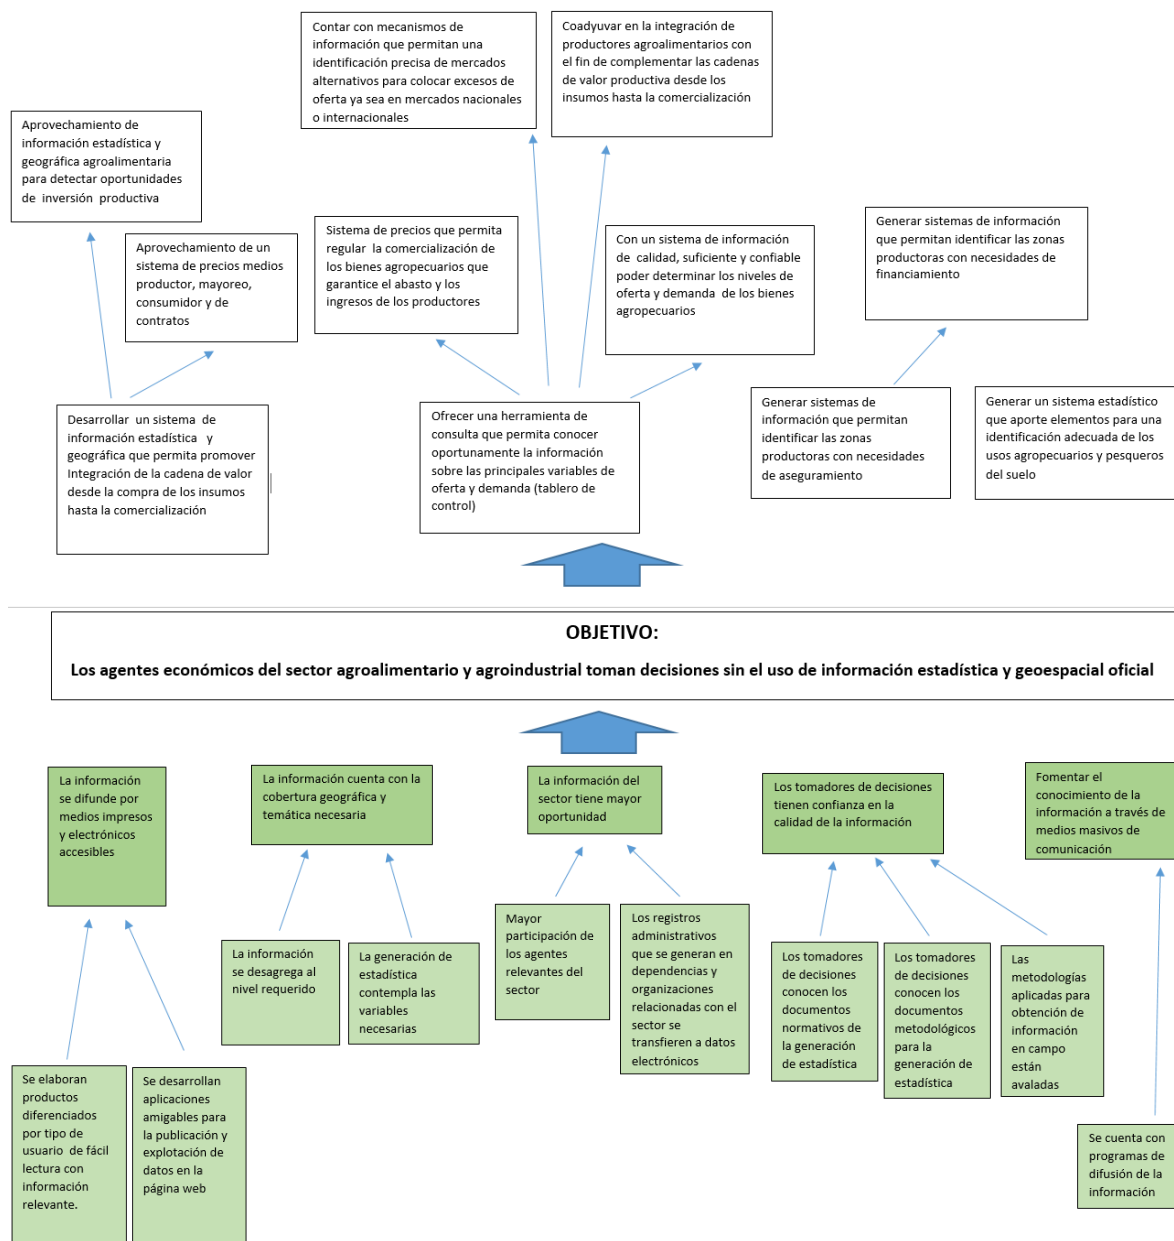 Contar con mecanismos de
información que permitan una
identificación precisa de mercados
alternativos para colocar excesos de
oferta ya sea en mercados nacionales
o internacionales
Coadyuvar en la integración de
productores agroalimentarios con
el fin de complementar las cadenas
de valor productiva desde los
insumos hasta la comercialización
Aprovechamiento de
información estadística y
geográfica agroalimentaria
para detectar oportunidades
de inversión productiva
Aprovechamiento de un
sistema de precios medios
productor, mayoreo,
consumidor y de
contratos
Sistema de precios que permita
regular la comercialización de
los bienes agropecuarios que
garantice el abasto y los
ingresos de los productores
Con un sistema de información
de calidad, suficiente y confiable
poder determinar los niveles de
oferta y demanda de los bienes
agropecuarios
Generar sistemas de información
que permitan identificar las zonas
productoras con necesidades de
financiamiento
Desarrollar un sistema de
información estadística y
geográfica que permita promover
Integración de la cadena de valor
desde la compra de los insumos
hasta la comercialización
Ofrecer una herramienta de
consulta que permita conocer
oportunamente la información
sobre las principales variables de
oferta y demanda (tablero de
control)
Generar sistemas de
información que permitan
identificar las zonas
productoras con necesidades
de aseguramiento
Generar un sistema estadístico
que aporte elementos para una
identificación adecuada de los
usos agropecuarios y pesqueros
del suelo
OBJETIVO:
Los agentes económicos del sector agroalimentario y agroindustrial toman decisiones sin el uso de información estadística y geoespacial oficial
La información
se difunde por
medios impresos
y electrónicos
accesibles
La información cuenta con la
cobertura geográfica y
temática necesaria
La información del
sector tiene mayor
oportunidad
Los tomadores de decisiones
tienen confianza en la
calidad de la información
Fomentar el
conocimiento de la
información a través de
medios masivos de
comunicación
La información
se desagrega al
nivel requerido
La generación de
estadística
contempla las
variables
necesarias
Mayor
participación de
los agentes
relevantes del
sector
Los registros
administrativos
que se generan en
dependencias y
organizaciones
relacionadas con el
sector se
transfieren a datos
electrónicos
Los tomadores
de decisiones
conocen los
documentos
normativos de
la generación de
estadística
Los tomadores
de decisiones
conocen los
documentos
metodológicos
para la
generación de
estadística
Las
metodologías
aplicadas para
obtención de
información
en campo
están
avaladas
Se elaboran
productos
diferenciados
por tipo de
usuario de fácil
lectura con
información
relevante.
Se desarrollan
aplicaciones
amigables para
la publicación y
explotación de
datos en la
página web
Se cuenta con
programas de
difusión de la
información